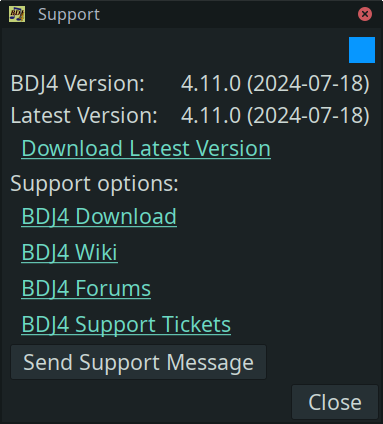 BDJ4 Support
BDJ4 Version: 4.11.0 (2024-07-18)
Latest Version: 4.11.0 (2024-07-18)
Download Latest Version
Support options:
BDJ4 Download
BDJ4 Wiki
BDJ4 Forums
BDJ4 Support Tickets
Send Support Message
Close